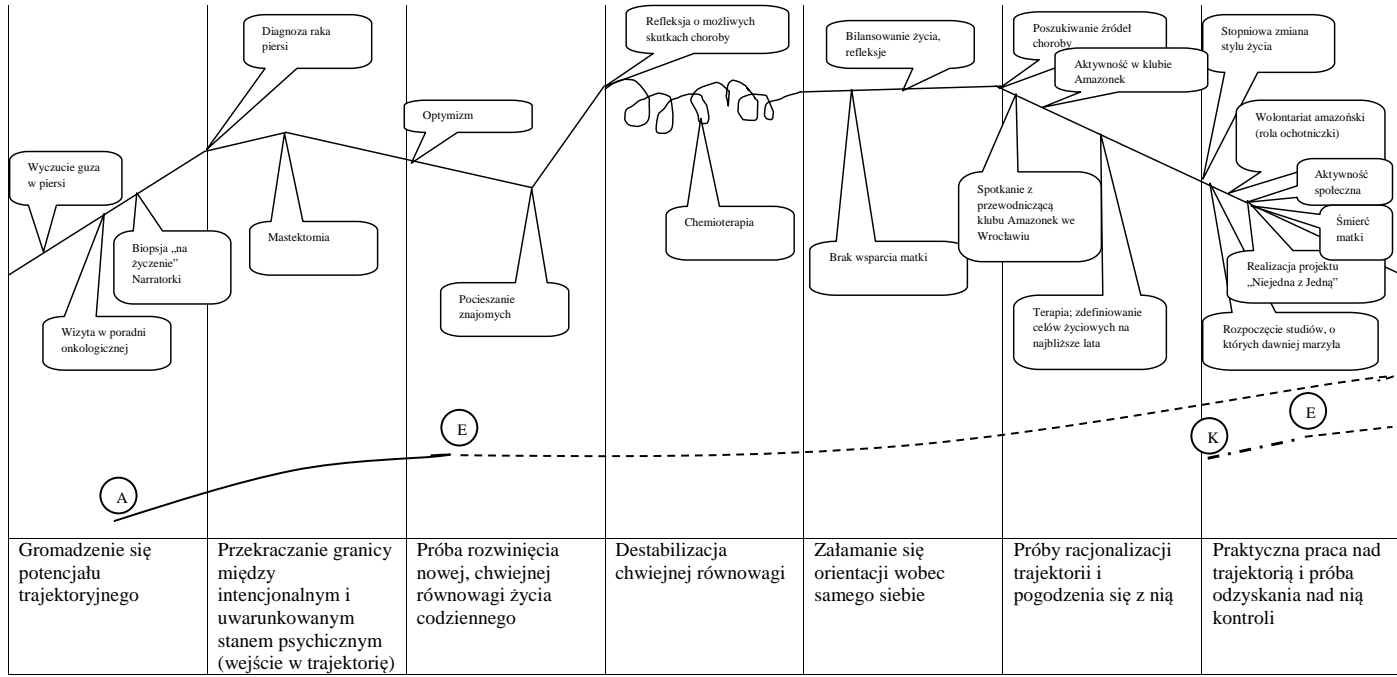 Wyczucie guza
w piersi
Wizyta w poradni
onkologicznej
Biopsja „na
życzenie”
Narratorki
Diagnoza raka
piersi
Mastektomia
Optymizm
Pocieszanie
znajomych
Refleksja o możliwych
skutkach choroby
Chemioterapia
Bilansowanie życia,
refleksje
Brak wsparcia matki
Poszukiwanie źródeł
choroby
Aktywność w klubie
Amazonek
Spotkanie z
przewodniczącą
klubu Amazonek we
Wrocławiu
Terapia; zdefiniowanie
celów życiowych na
najbliższe lata
Stopniowa zmiana
stylu życia
Wolontariat amazoński
(rola ochotniczki)
Aktywność
społeczna
Śmierć
matki
Realizacja projektu
„Niejedna z Jedną”
Rozpoczęcie studiów, o
których dawniej marzyła
A
E
K
E
Gromadzenie się
potencjału
trajektoryjnego
Przekraczanie granicy
między
intencjonalnym i
uwarunkowanym
stanem psychicznym
(wejście w trajektorię)
Próba rozwinięcia
nowej, chwiejnej
równowagi życia
codziennego
Destabilizacja
chwiejnej równowagi
Załamanie się
orientacji wobec
samego siebie
Próby racjonalizacji
trajektorii i
pogodzenia się z nią
Praktyczna praca nad
trajektorią i próba
odzyskania nad nią
kontroli